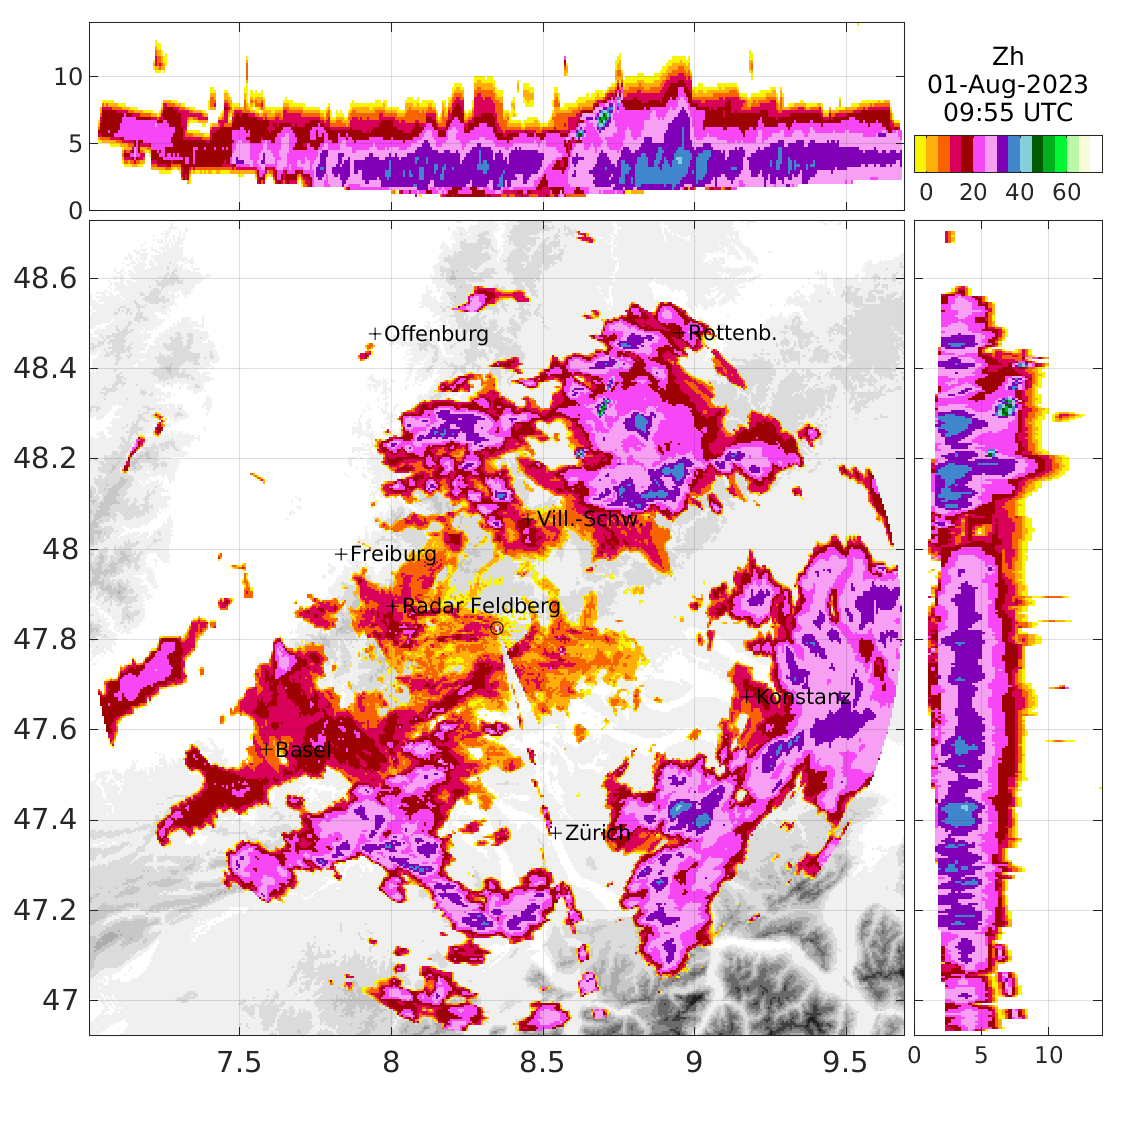 10
5
0
Zh
01-Aug-2023
09:55 UTC
0 20 40 60
48.6
48.4
48.2
48
47.8
47.6
47.4
47.2
47
Offenburg
Rottenb.
Vill.-Schw.
Freiburg
Radar Feldberg
Konstanz
Basel
Zürich
7.5 8 8.5 9 9.5
0 5 10